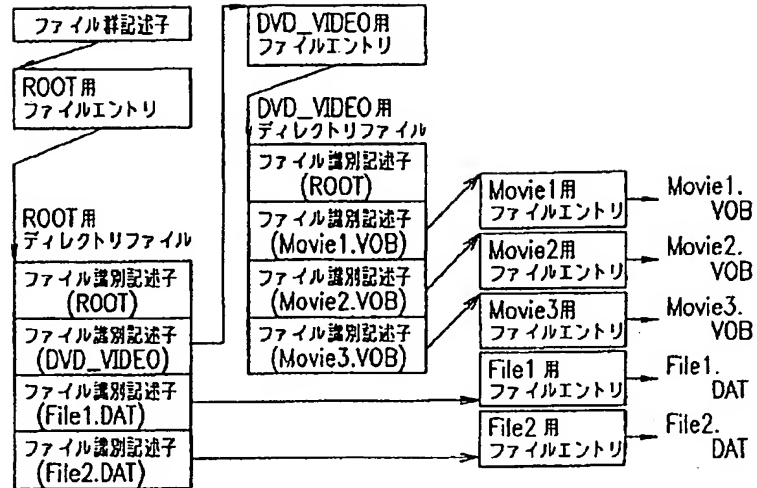 ファイル群記述子
ROOT用
ファイルエントリ
ROOT用
ディレクトリファイル
ファイル識別記述子
(ROOT)
ファイル識別記述子
(DVD_VIDEO)
ファイル識別記述子
(File1.DAT)
ファイル識別記述子
(File2.DAT)
DVD_VIDEO用
ファイルエントリ
DVD_VIDEO用
ディレクトリファイル
ファイル識別記述子
(ROOT)
ファイル識別記述子
(Movie1.VOB)
ファイル識別記述子
(Movie2.VOB)
ファイル識別記述子
(Movie3.VOB)
Movie1用
ファイルエントリ
Movie1.
VOB
Movie2用
ファイルエントリ
Movie2.
VOB
Movie3用
ファイルエントリ
Movie3.
VOB
File1用
ファイルエントリ
File1.
DAT
File2用
ファイルエントリ
File2.
DAT